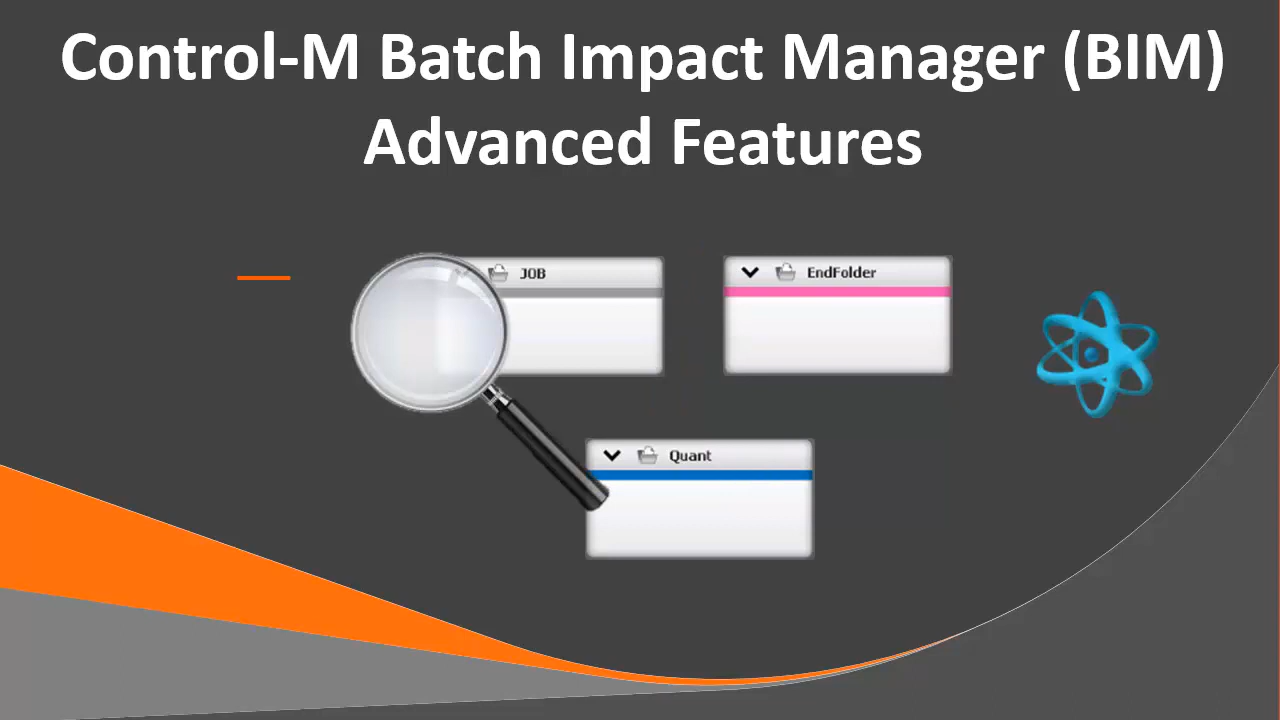 Control-M Batch Impact Manager (BIM)
Advanced Features
JOB
EndFolder
Quant